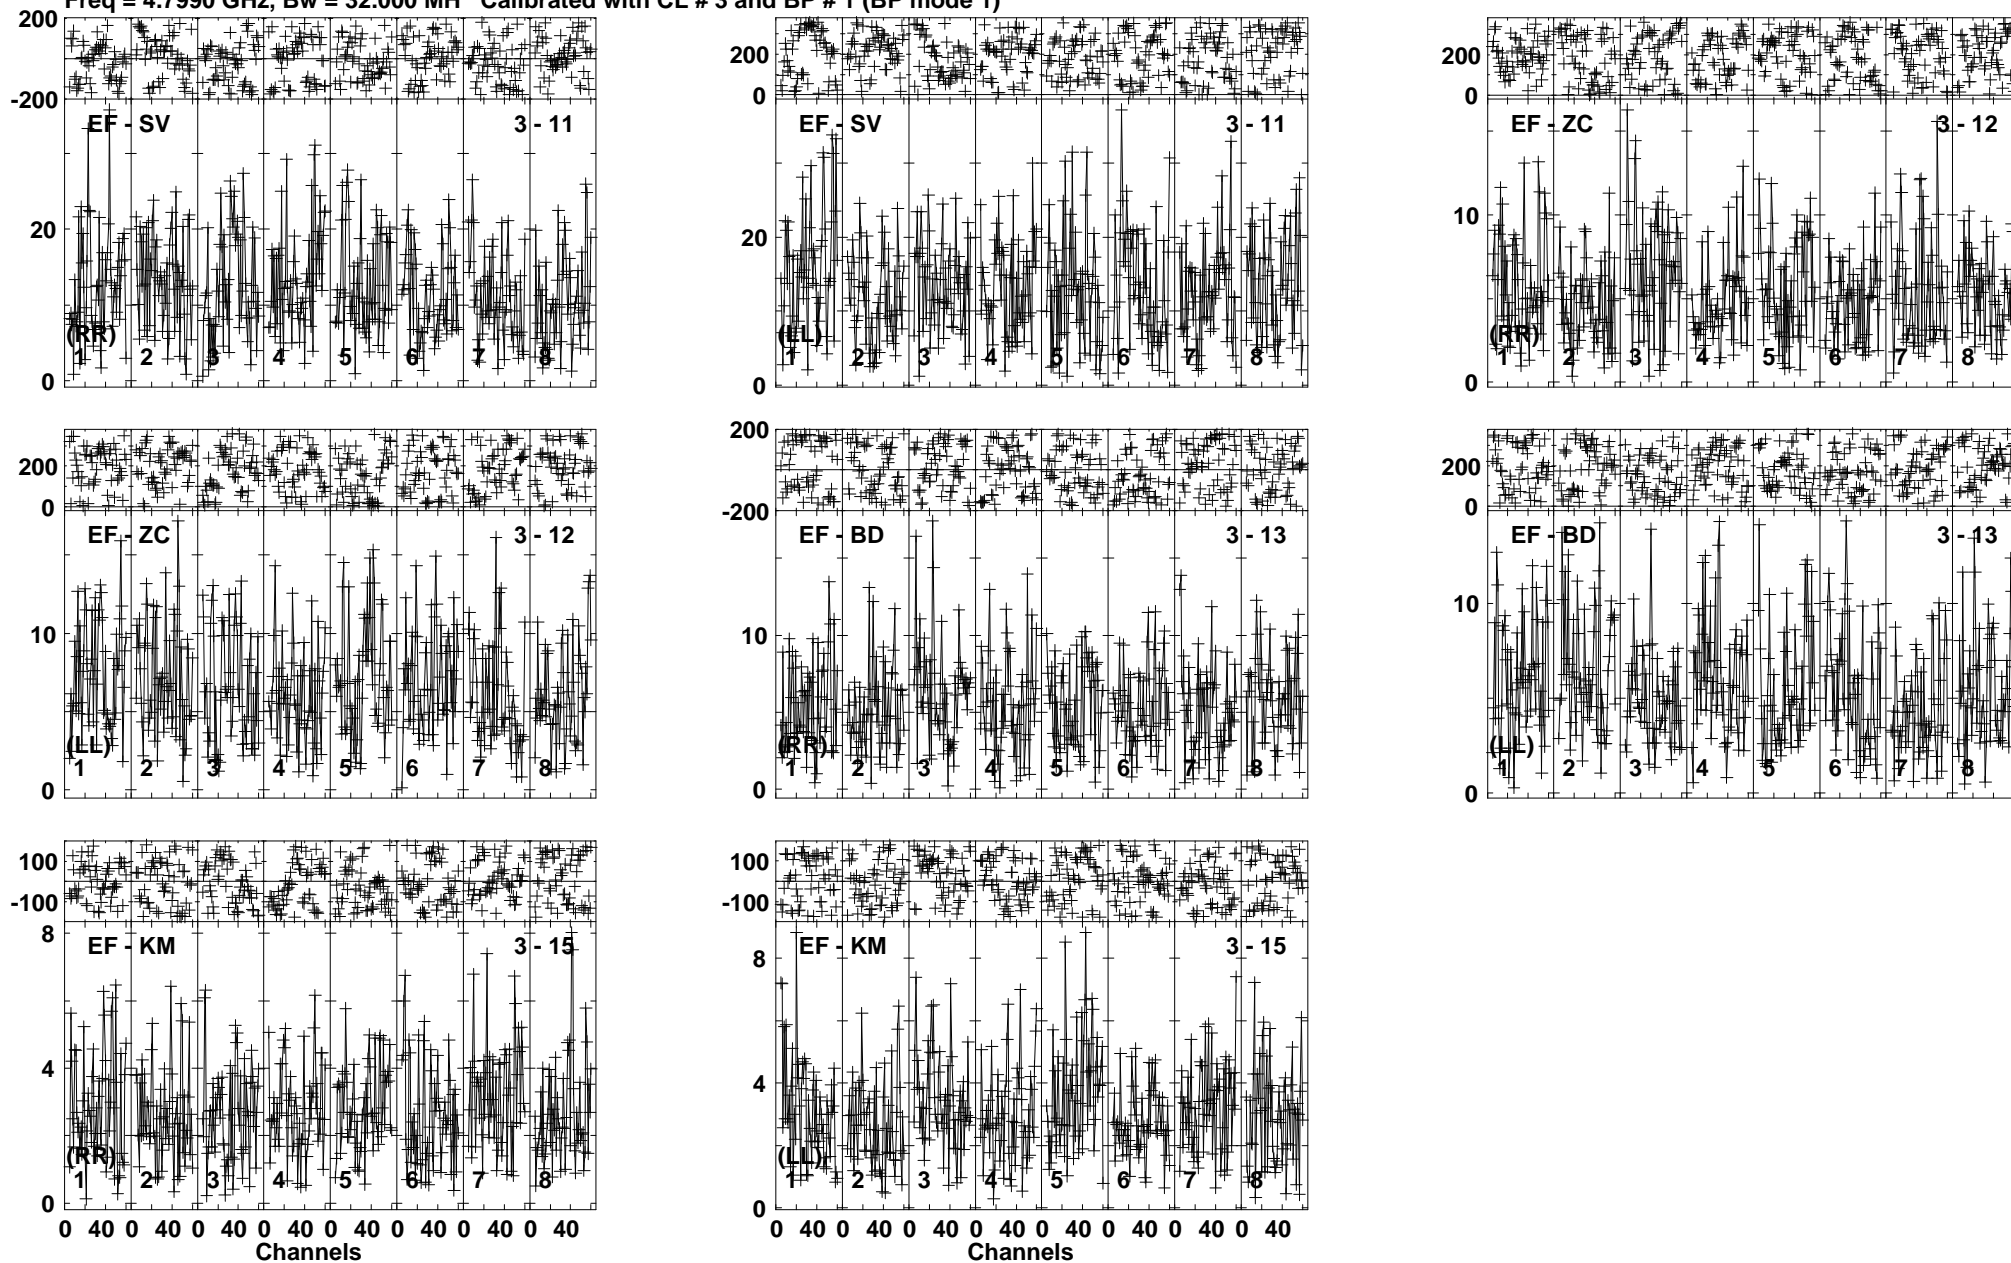 Freq = 4.7990 GHz, Bw = 32.000 MH Calibrated with CL # 3 and BP # 1 (BP mode 1)
200
-200
EF - SV 3 - 11
20
0
(RR)
1 2 3 4 5 6 7 8
200
0
EF - SV 3 - 11
20
0
(LL)
1 2 3 4 5 6 7 8
200
0
EF - ZC 3 - 12
10
0
(RR)
1 2 3 4 5 6 7 8
200
0
EF - ZC 3 - 12
10
0
(LL)
1 2 3 4 5 6 7 8
200
-200
EF - BD 3 - 13
10
0
(RR)
1 2 3 4 5 6 7 8
200
0
EF - BD 3 - 13
10
0
(LL)
1 2 3 4 5 6 7 8
100
-100
8
EF - KM 3 - 15
4
0
(RR)
1 2 3 4 5 6 7 8
0 40 0 40 0 40 0 40 0 40 0 40 0 40 0 40
Channels
100
-100
8
EF - KM 3 - 15
4
0
(LL)
1 2 3 4 5 6 7 8
0 40 0 40 0 40 0 40 0 40 0 40 0 40 0 40
Channels